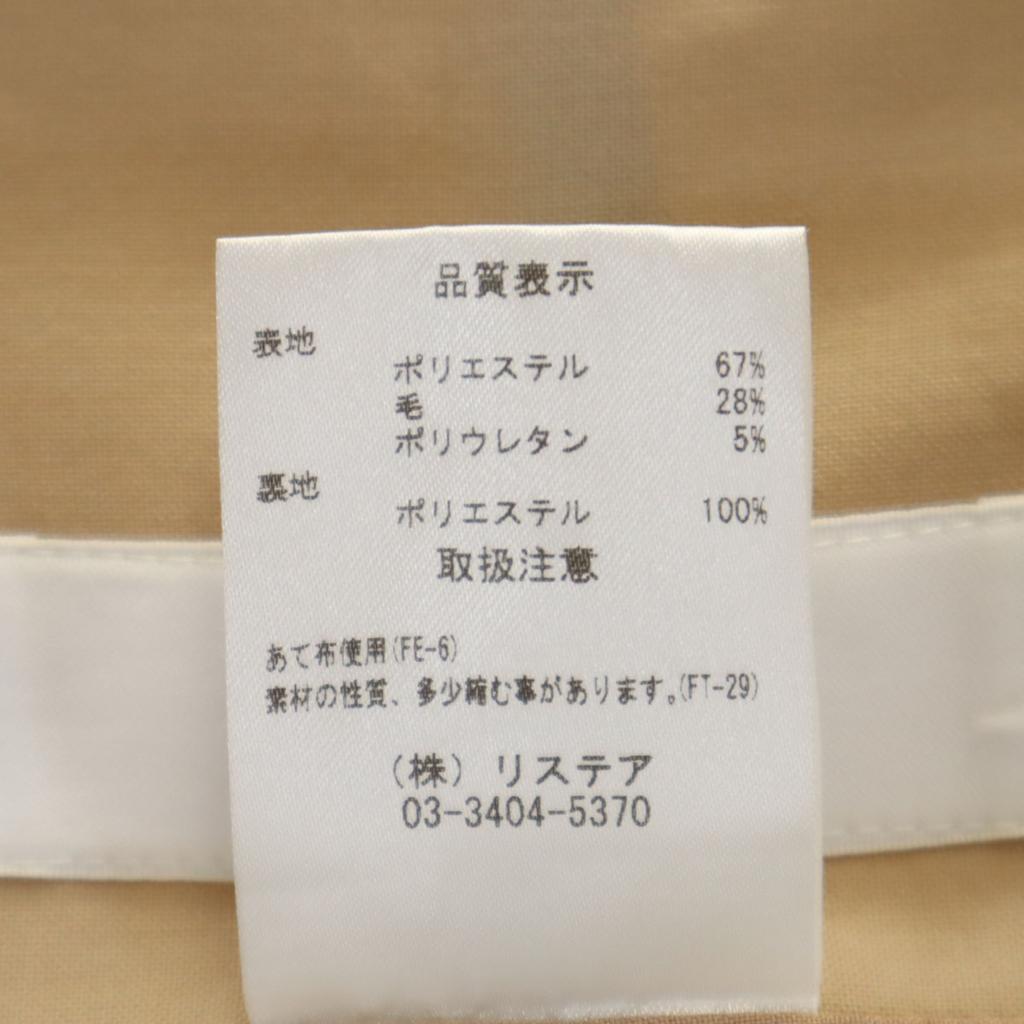 品質表示
表地
ポリエステル 67%
毛 28%
ポリウレタン 5%
裏地
ポリエステル 100%
取扱注意
あて布使用(FE-6)
素材の性質、多少縮む事があります。(FT-29)
(株) リステア
03-3404-5370